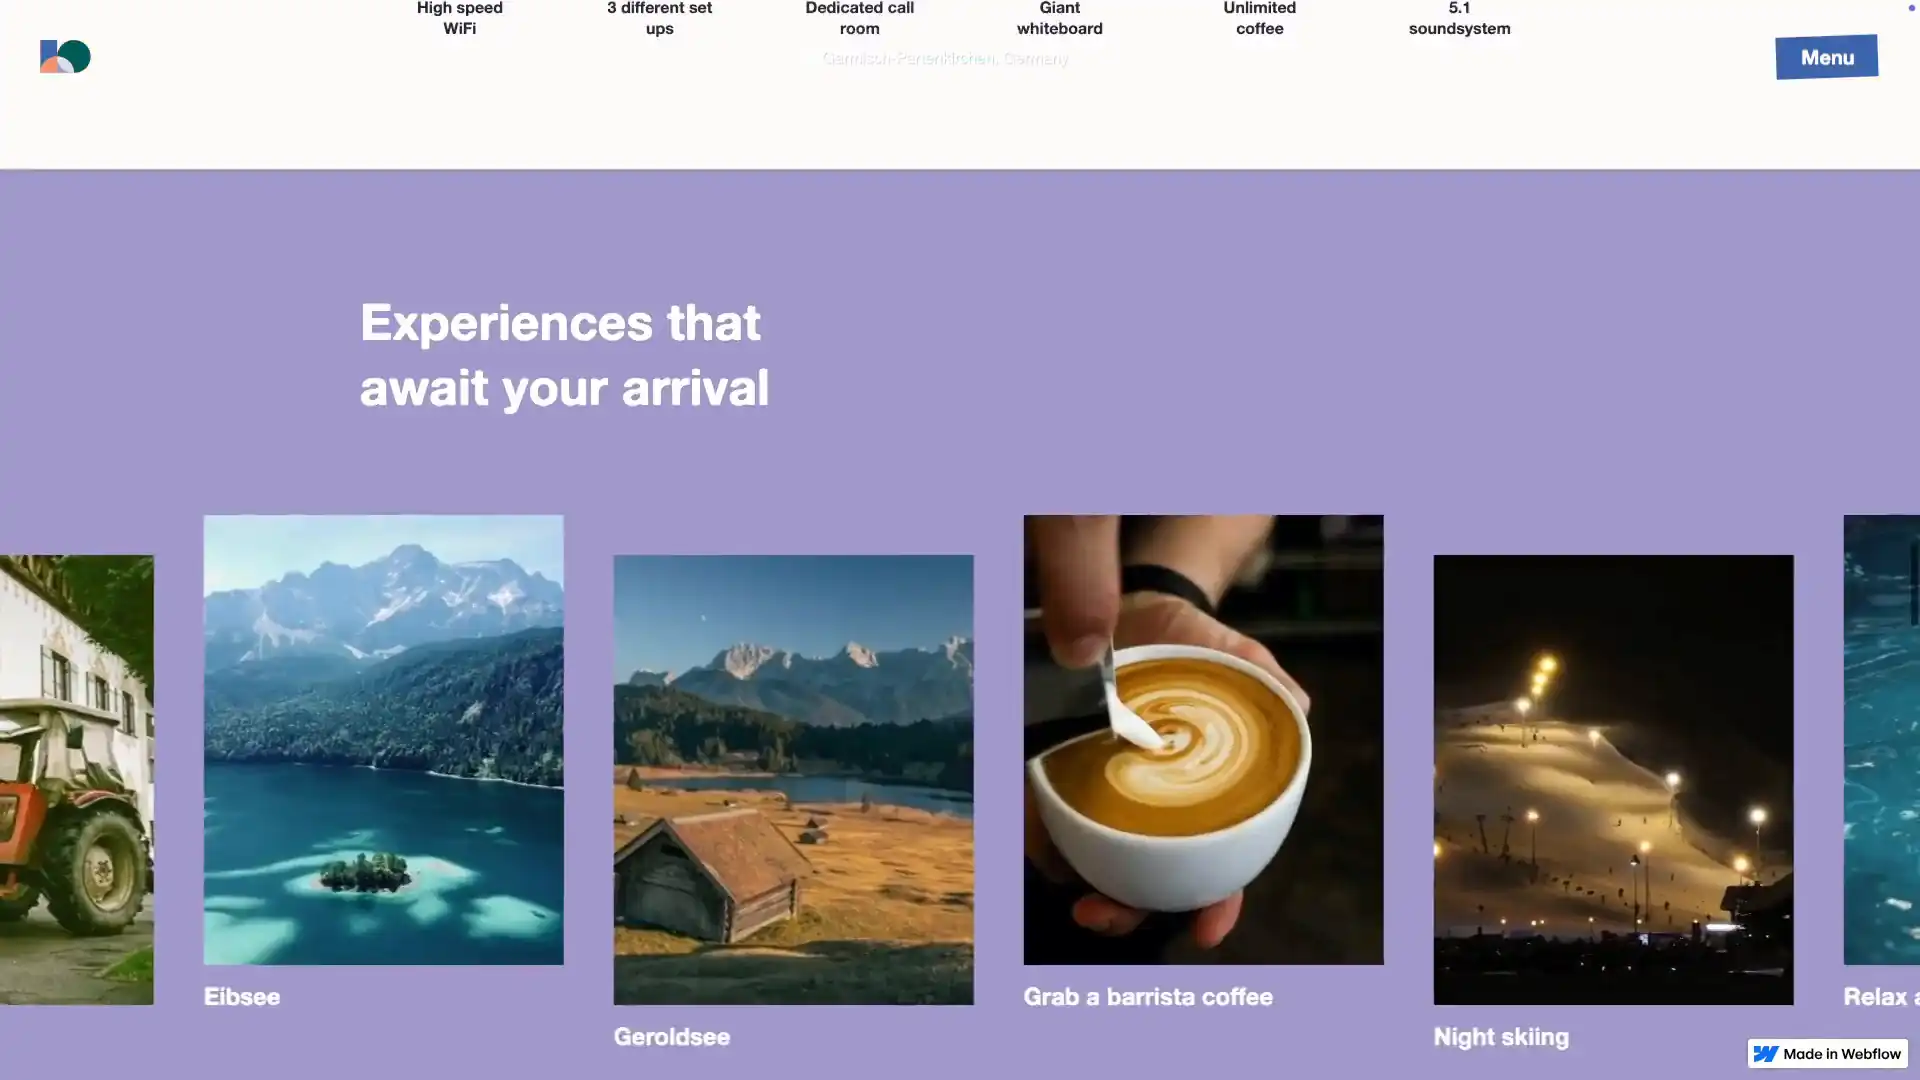 High speed
WiFi
3 different set
ups
Dedicated call
room
Giant
whiteboard
Unlimited
coffee
5.1
soundsystem
Garmisch-Partenkirchen, Germany
Menu
Experiences that
await your arrival
Eibsee
Geroldsee
Grab a barrista coffee
Night skiing
Relax
Made in Webflow